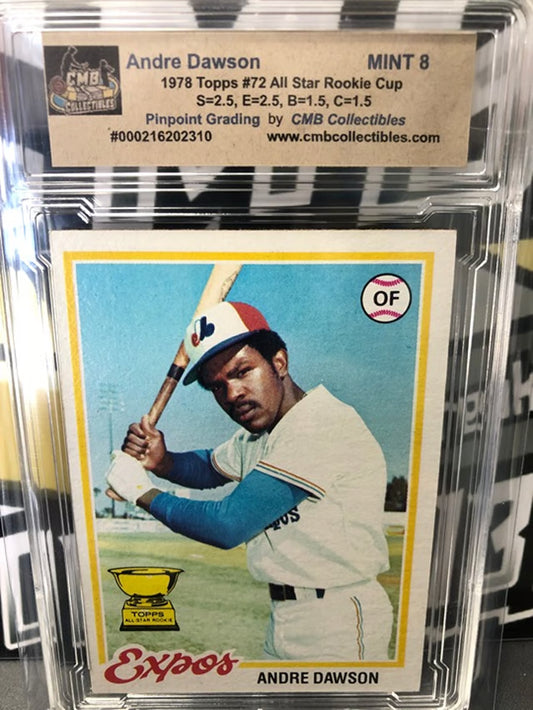 CMB
COLLECTIBLES
Andre Dawson MINT 8
1978 Topps #72 All Star Rookie Cup
S=2.5, E=2.5, B=1.5, C=1.5
Pinpoint Grading by CMB Collectibles
#000216202310 www.cmbcollectibles.com
OF
TOPPS
ALL-STAR ROOKIE
Expos
ANDRE DAWSON